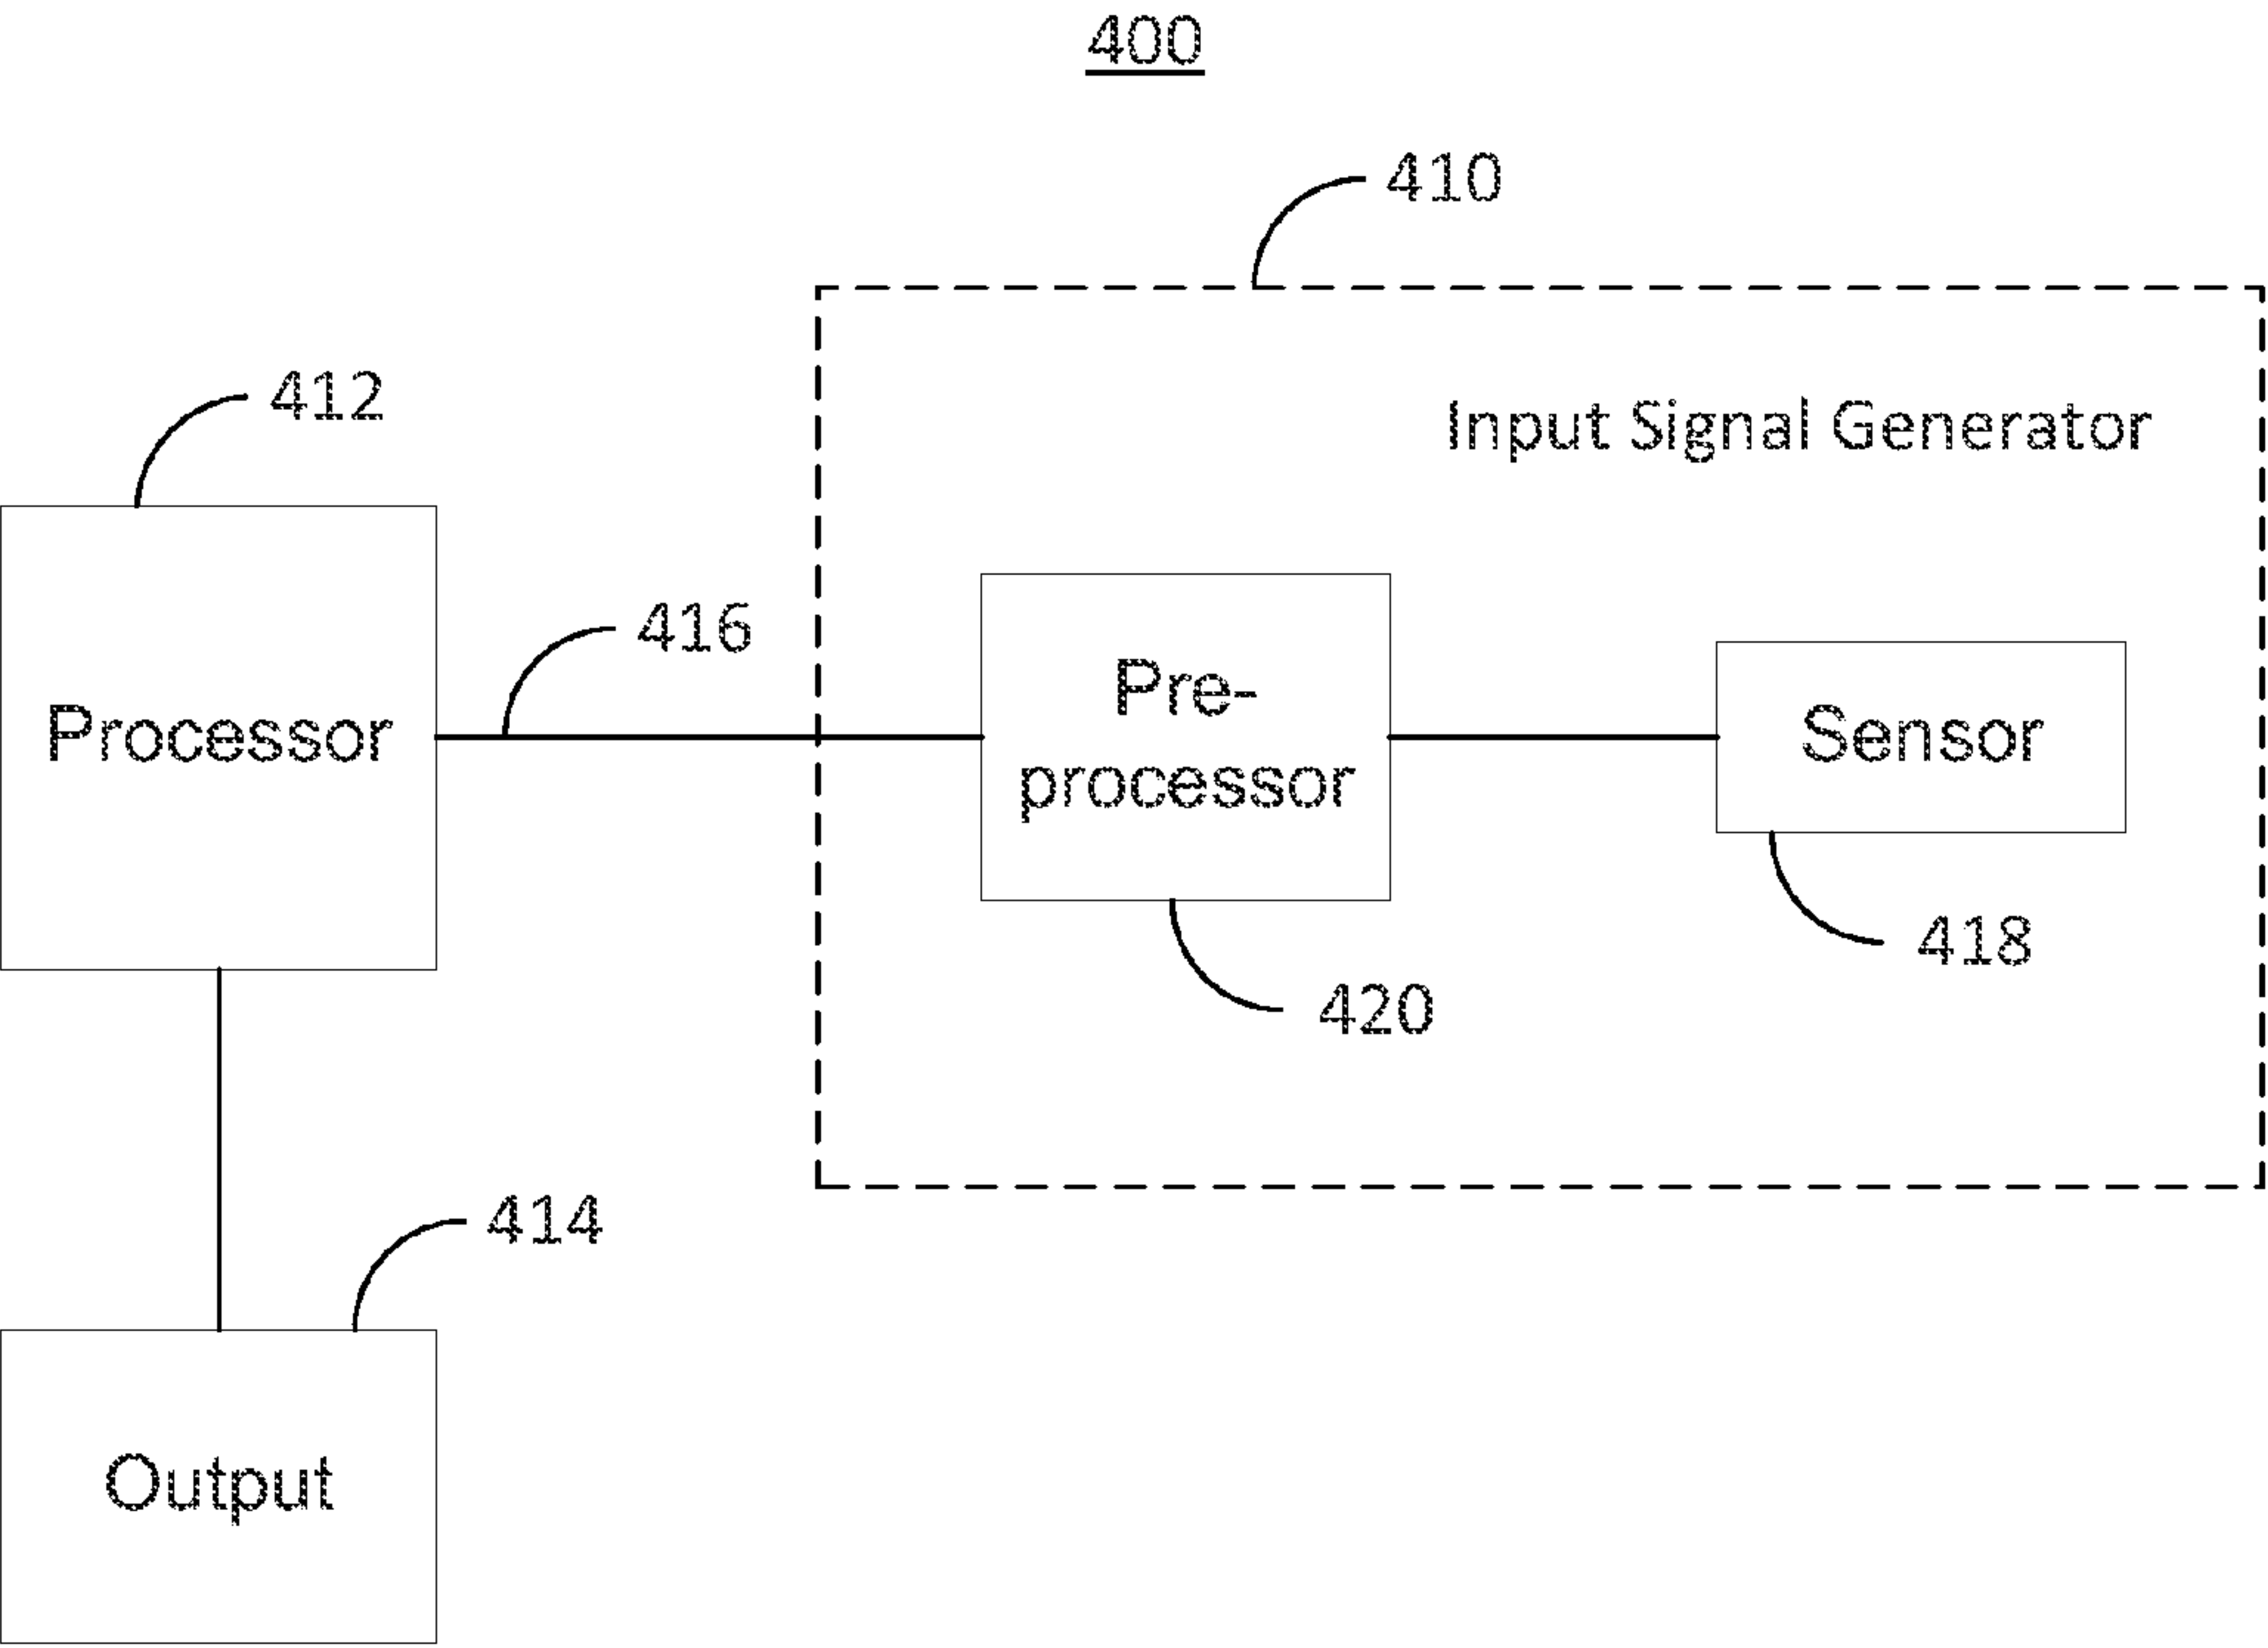 400
410
412
Input Signal Generator
416
Pre-
processor
Processor
Sensor
418
420
414
Output